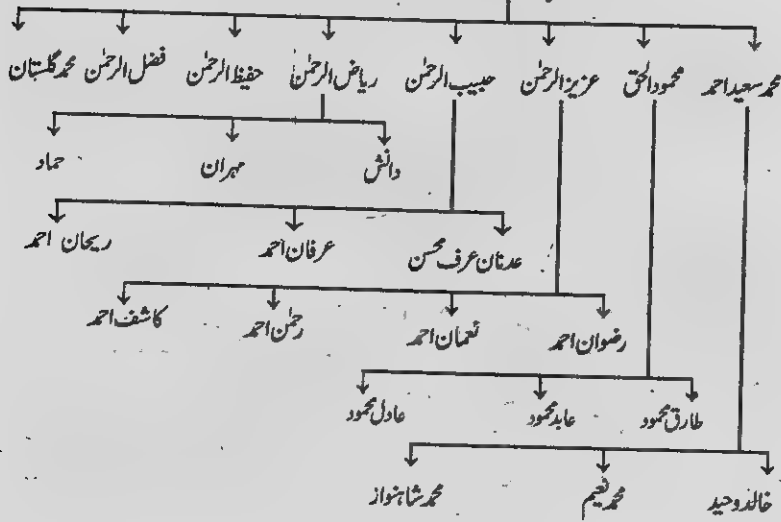 محمد سعید احمد محمود الحق عزیز الرحمٰن حبیب الرحمٰن ریاض الرحمٰن حفیظ الرحمٰن فضل الرحمٰن محمد گلستان
دانش مہران حماد
عدنان عرف محسن عرفان احمد ریحان احمد
رضوان احمد نعمان احمد رحمٰن احمد کاشف احمد
طارق محمود عابد محمود عادل محمود
خالد وحید محمد نعیم محمد شاہنواز